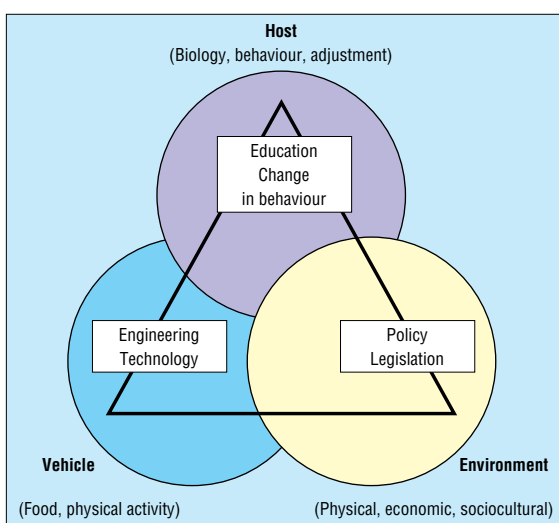 Host
(Biology, behaviour, adjustment)
Education
Change
in behaviour
Engineering
Technology
Policy
Legislation
Vehicle
Environment
(Food, physical activity)
(Physical, economic, sociocultural)